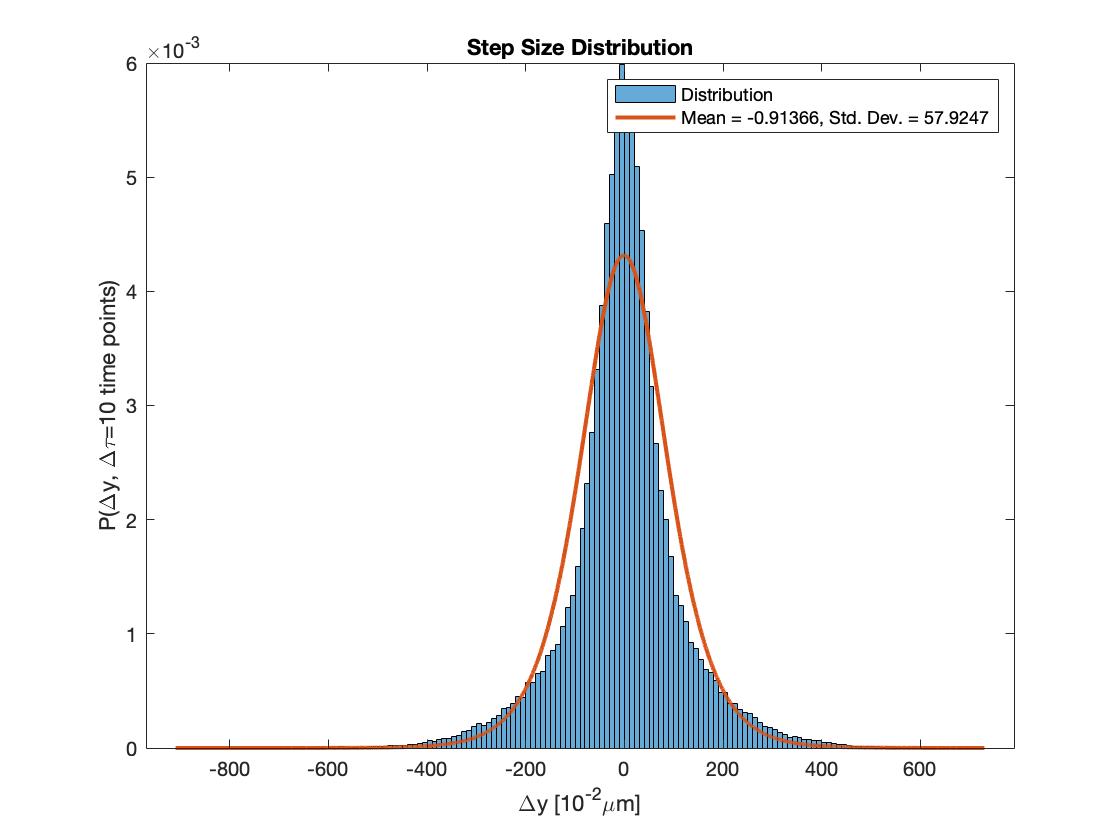 Step Size Distribution
×10⁻³
Distribution
Mean = -0.91366, Std. Dev. = 57.9247
6
5
4
3
2
1
0
P(Δy, Δτ=10 time points)
-800 -600 -400 -200 0 200 400 600
Δy [10⁻²μm]